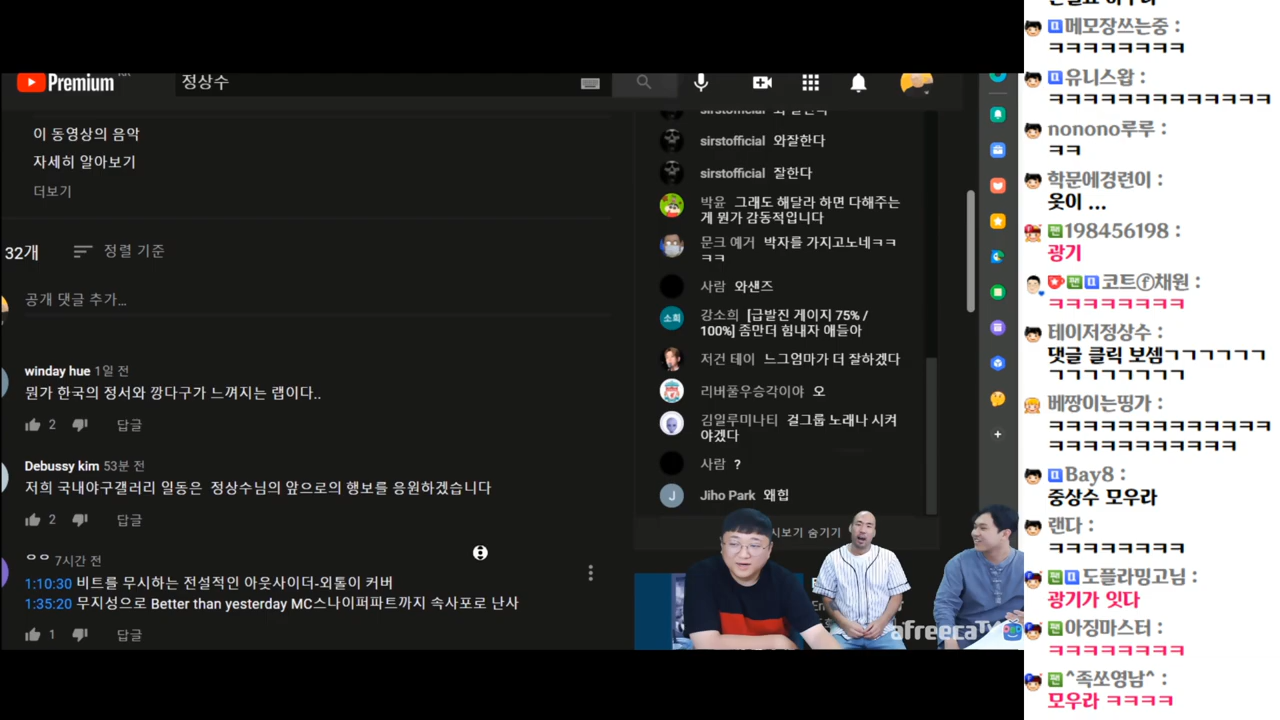 Premium
정상수
이 동영상의 음악
자세히 알아보기
더보기
32개
정렬 기준
공개 댓글 추가...
winday hue 1일 전
뭔가 한국의 정서와 깡다구가 느껴지는 랩이다..
2
답글
Debussy kim 53분 전
저희 국내야구갤러리 일동은 정상수님의 앞으로의 행보를 응원하겠습니다
2
답글
ㅇㅇ 7시간 전
1:10:30 비트를 무시하는 전설적인 아웃사이더-외톨이 커버
1:35:20 무지성으로 Better than yesterday MC스나이퍼파트까지 속사포로 난사
1
답글
sirstofficial 와잘한다
sirstofficial 잘한다
박윤 그래도 해달라 하면 다해주는
게 뭔가 감동적입니다
문크 예거 박자를 가지고노네ㅋㅋ
ㅋㅋ
사람 와샌즈
소희
강소희 [급발진 게이지 75% /
100%] 좀만더 힘내자 애들아
저건 테이 느그엄마가 더 잘하겠다
리버풀우승각이야 오
김일루미나티 걸그룹 노래나 시켜
야겠다
사람 ?
J
Jiho Park 왜힙
시보기 숨기기
afreecaTV
메모장쓰는중 :
ㅋㅋㅋㅋㅋㅋㅋㅋ
유니스왑 :
ㅋㅋㅋㅋㅋㅋㅋㅋㅋㅋㅋㅋㅋ
nonono루루 :
ㅋㅋ
학문에경련이 :
옷이 ...
팬 198456198 :
광기
팬 코트ⓕ채원 :
ㅋㅋㅋㅋㅋㅋㅋㅋ
테이저정상수 :
댓글 클릭 보셈ㄱㄱㄱㄱㄱㄱ
ㄱㄱㄱㄱㄱㄱㄱㄱ
베짱이는띵가 :
ㅋㅋㅋㅋㅋㅋㅋㅋㅋㅋㅋㅋㅋ
ㅋㅋㅋㅋㅋㅋㅋㅋㅋㅋㅋ
Bay8 :
중상수 모우라
랜다 :
ㅋㅋㅋㅋㅋㅋㅋㅋ
팬 도플라밍고님 :
광기가 잇다
팬 아징마스터 :
ㅋㅋㅋㅋㅋㅋㅋㅋ
팬 ^족쏘영남^ :
모우라 ㅋㅋㅋㅋ